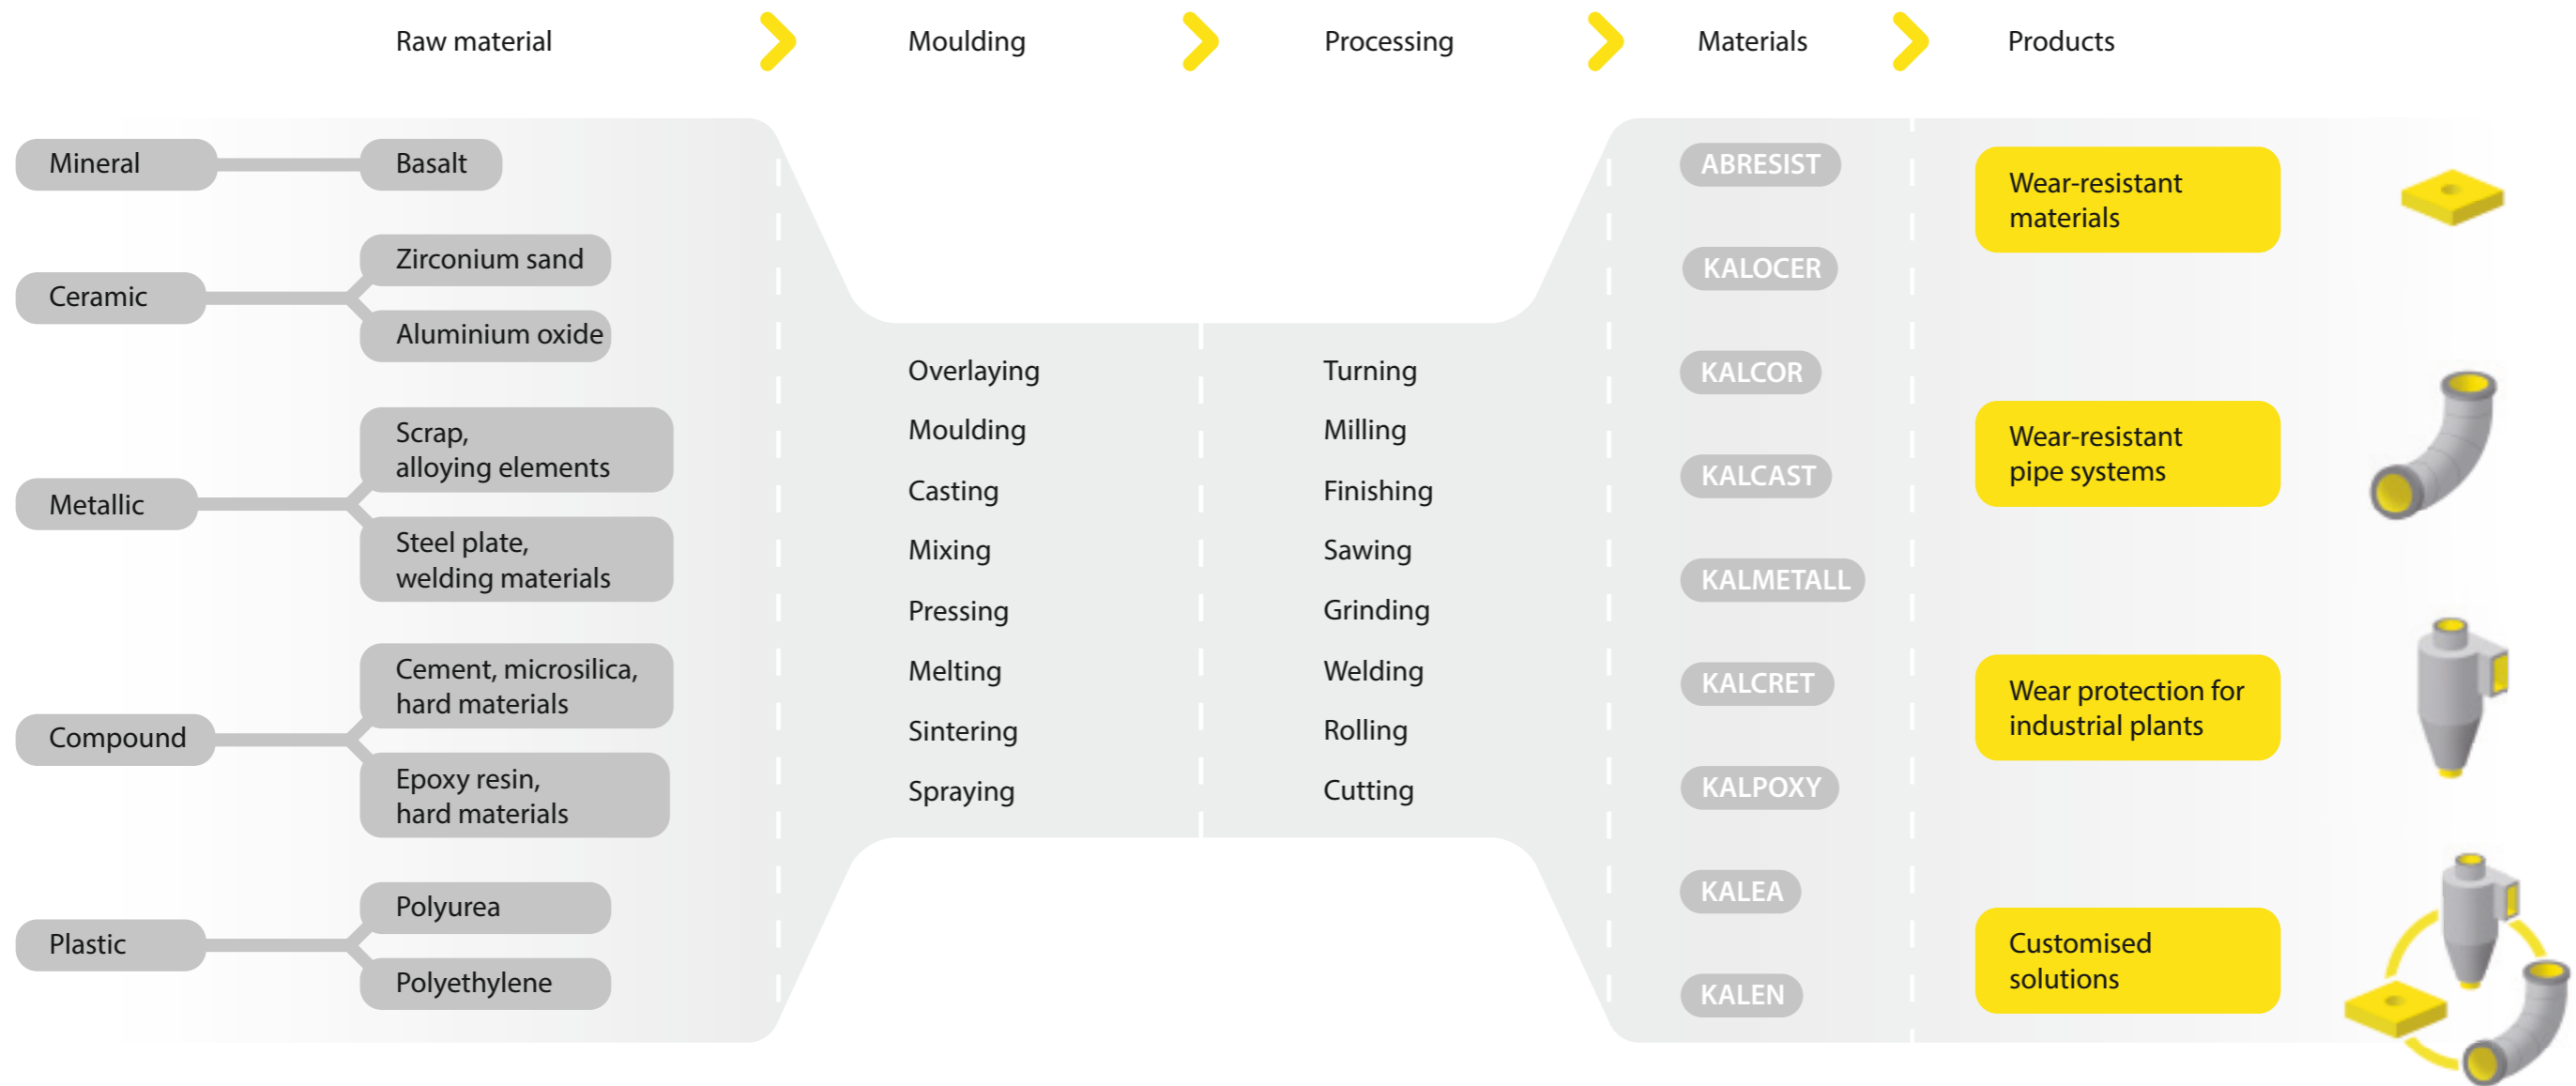 Raw material
Moulding
Processing
Materials
Products
Mineral
Basalt
Ceramic
Zirconium sand
Aluminium oxide
Metallic
Scrap,
alloying elements
Steel plate,
welding materials
Compound
Cement, microsilica,
hard materials
Epoxy resin,
hard materials
Plastic
Polyurea
Polyethylene
Overlaying
Moulding
Casting
Mixing
Pressing
Melting
Sintering
Spraying
Turning
Milling
Finishing
Sawing
Grinding
Welding
Rolling
Cutting
ABRESIST
KALOCER
KALCOR
KALCAST
KALMETALL
KALCRET
KALPOXY
KALEA
KALEN
Wear-resistant
materials
Wear-resistant
pipe systems
Wear protection for
industrial plants
Customised
solutions